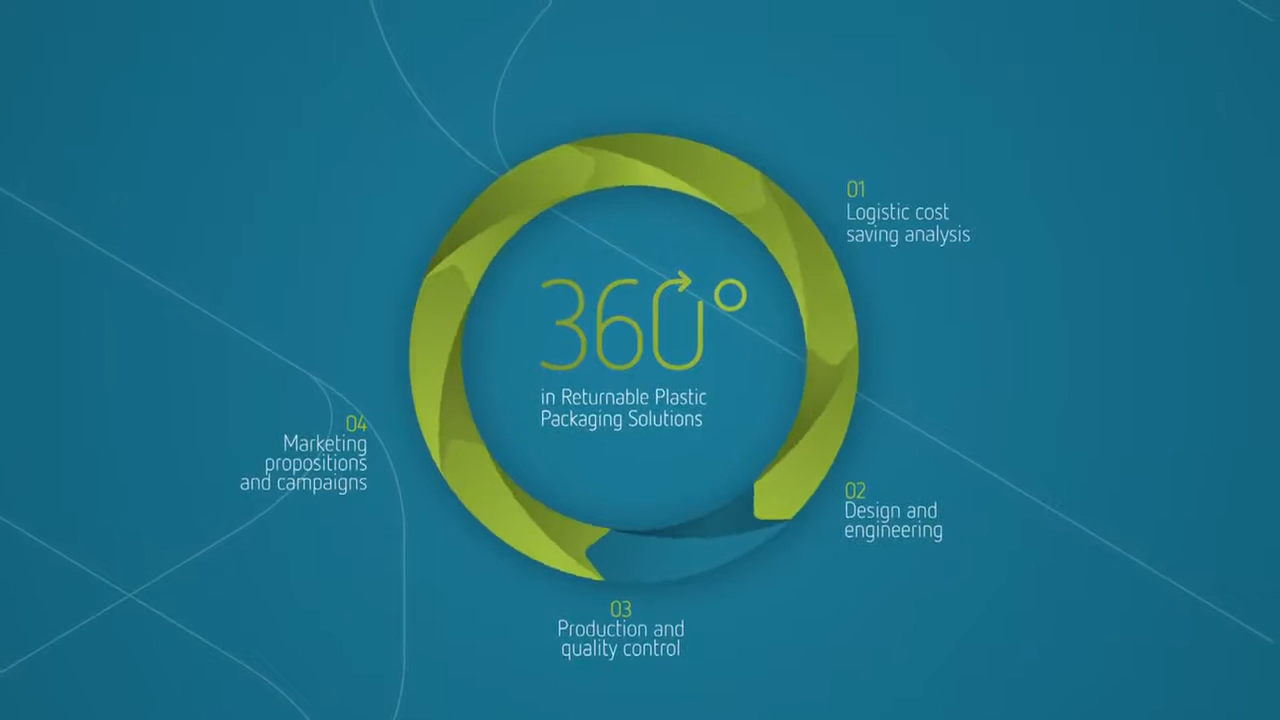 360°
in Returnable Plastic
Packaging Solutions
01
Logistic cost
saving analysis
02
Design and
engineering
03
Production and
quality control
04
Marketing
propositions
and campaigns